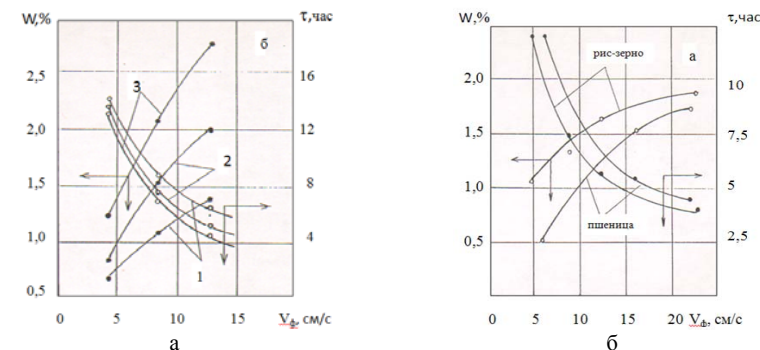 W,%
τ,час
б
2,5
2,0
1,5
1,0
0,5
16
12
8
4
3
2
1
0
5
10
15
Vф, см/с
а
W,%
τ,час
а
рис-зерно
2,0
1,5
1,0
0,5
10
7,5
5
2,5
пшеница
0
5
10
15
20 Vф, см/с
б